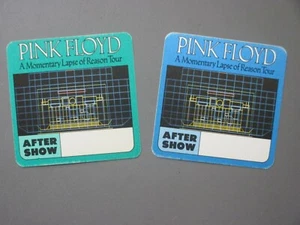 PINK FLOYD
A Momentary Lapse of Reason Tour
AFTER
SHOW
PINK FLOYD
A Momentary Lapse of Reason Tour
AFTER
SHOW